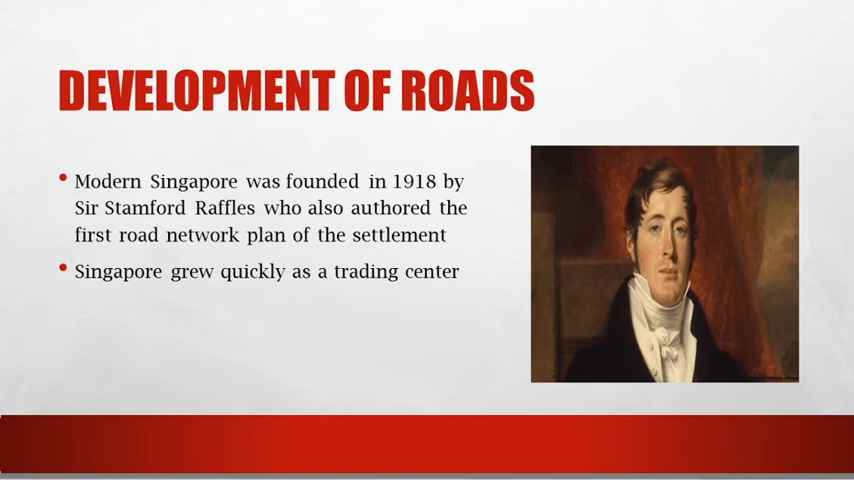 DEVELOPMENT OF ROADS
• Modern Singapore was founded in 1918 by
Sir Stamford Raffles who also authored the
first road network plan of the settlement
• Singapore grew quickly as a trading center